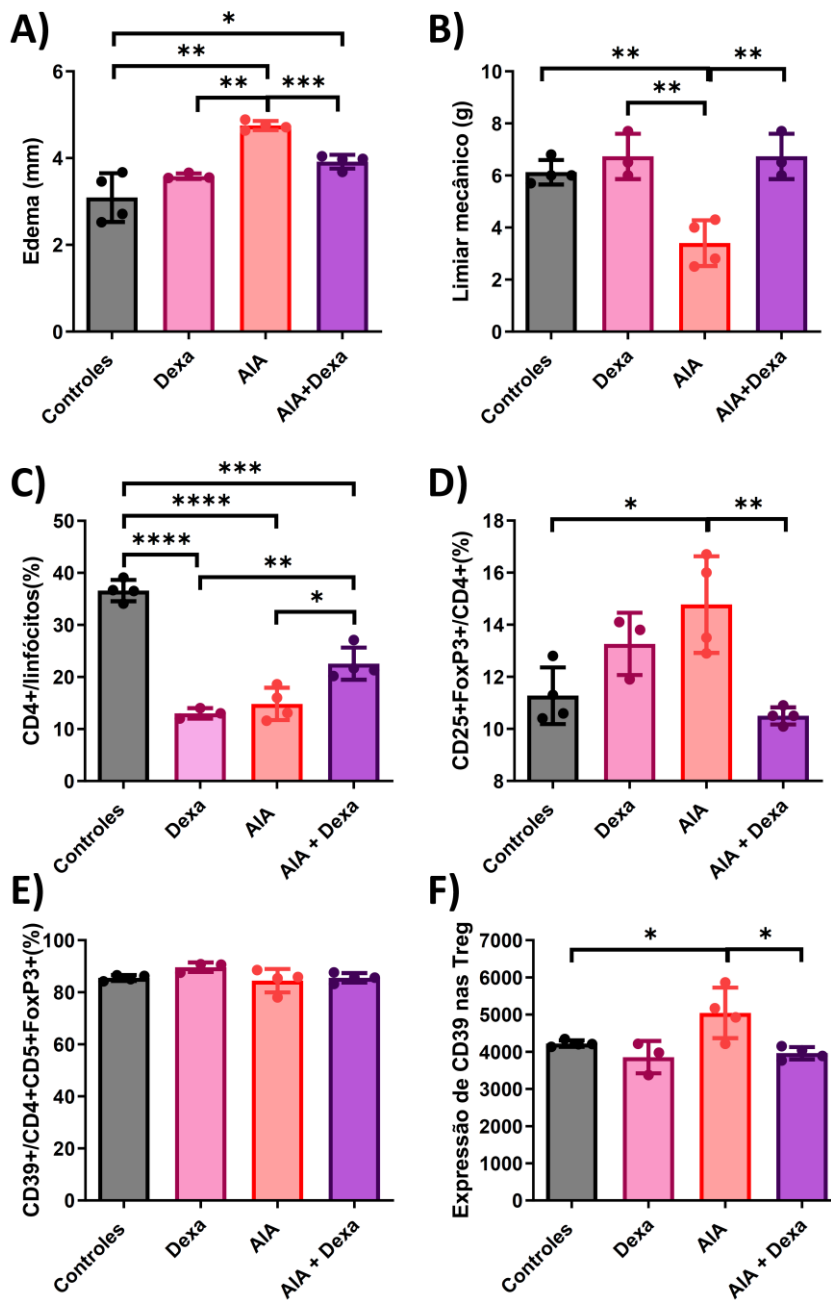 A)
*
**
** ***
Edema (mm)
6
4
2
0
Controles
Dexa
AIA
AIA+Dexa
B)
** **
**
Limiar mecânico (g)
10
8
6
4
2
0
Controles
Dexa
AIA
AIA+Dexa
C)
***
****
****
**
*
CD4+/linfócitos(%)
50
40
30
20
10
0
Controles
Dexa
AIA
AIA + Dexa
D)
* **
CD25+FoxP3+/CD4+(%)
18
16
14
12
10
8
Controles
Dexa
AIA
AIA + Dexa
E)
CD39+/CD4+CD5+FoxP3+(%)
100
80
60
40
20
0
Controles
Dexa
AIA
AIA + Dexa
F)
* *
Expressão de CD39 nas Treg
7000
6000
5000
4000
3000
2000
1000
0
Controles
Dexa
AIA
AIA + Dexa